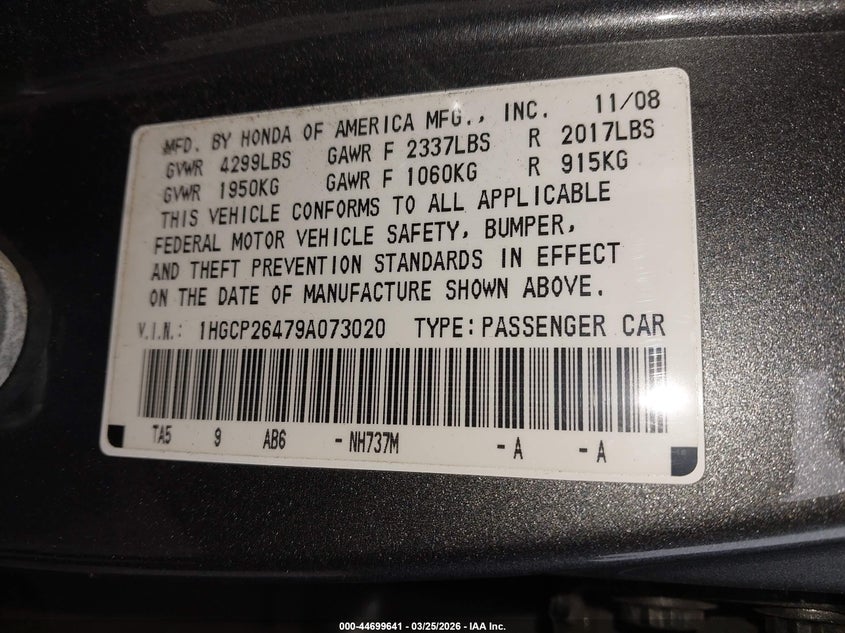 MFD. BY HONDA OF AMERICA MFG., INC. 11/08
GVWR 4299LBS GAWR F 2337LBS R 2017LBS
GVWR 1950KG GAWR F 1060KG R 915KG
THIS VEHICLE CONFORMS TO ALL APPLICABLE
FEDERAL MOTOR VEHICLE SAFETY, BUMPER,
AND THEFT PREVENTION STANDARDS IN EFFECT
ON THE DATE OF MANUFACTURE SHOWN ABOVE.
V.I.N.: 1HGCP26479A073020 TYPE: PASSENGER CAR
TA5 9 AB6 -NH737M -A -A
000-44699641 / 03/25/2026 - IAA Inc.